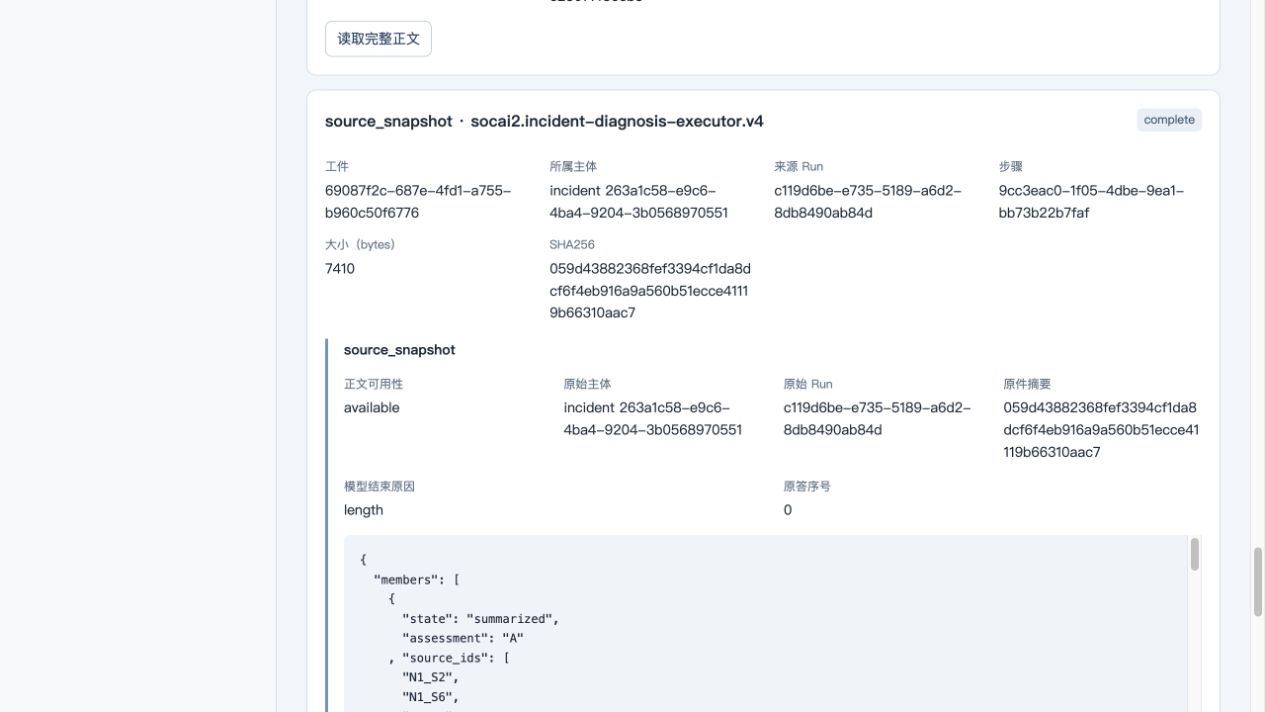 读取完整正文
source_snapshot · socai2.incident-diagnosis-executor.v4
complete
工件
所属主体
来源 Run
步骤
69087f2c-687e-4fd1-a755-
b960c50f6776
incident 263a1c58-e9c6-
4ba4-9204-3b0568970551
c119d6be-e735-5189-a6d2-
8db8490ab84d
9cc3eac0-1f05-4dbe-9ea1-
bb73b22b7faf
大小（bytes）
SHA256
7410
059d43882368fef3394cf1da8d
cf6f4eb916a9a560b51ecce4111
9b66310aac7
source_snapshot
正文可用性
原始主体
原始 Run
原件摘要
available
incident 263a1c58-e9c6-
4ba4-9204-3b0568970551
c119d6be-e735-5189-a6d2-
8db8490ab84d
059d43882368fef3394cf1da8
dcf6f4eb916a9a560b51ecce41
119b66310aac7
模型结束原因
原答序号
length
0
{
"members": [
{
"state": "summarized",
"assessment": "A"
, "source_ids": [
"N1_S2",
"N1_S6",